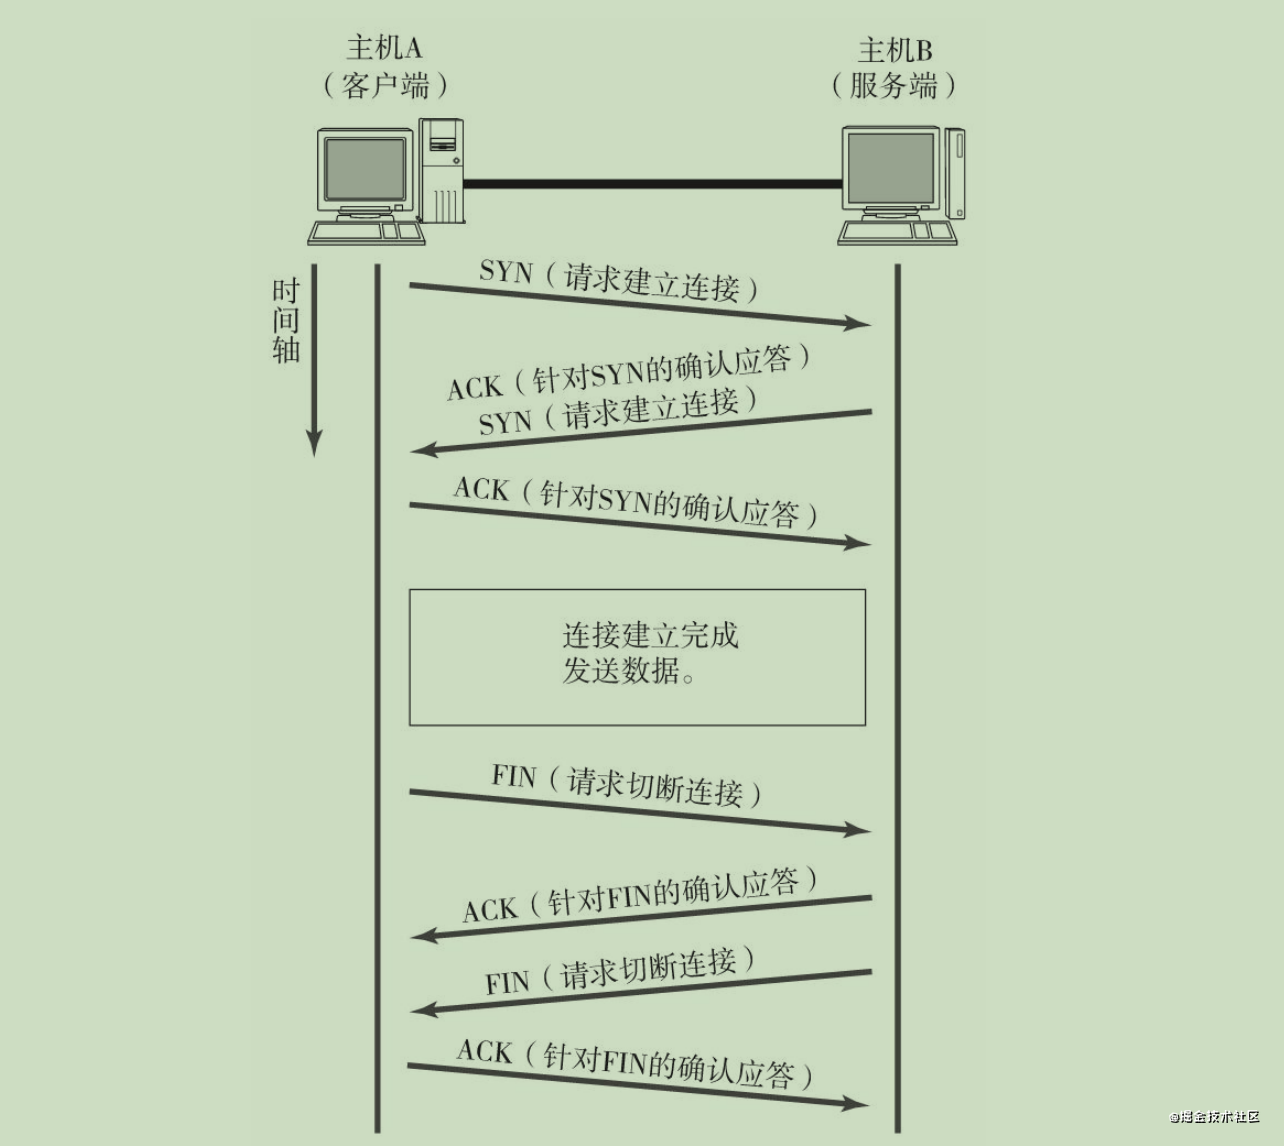 主机A
（客户端）
主机B
（服务端）
时间轴
SYN（请求建立连接）
ACK（针对SYN的确认应答）
SYN（请求建立连接）
ACK（针对SYN的确认应答）
连接建立完成
发送数据。
FIN（请求切断连接）
ACK（针对FIN的确认应答）
FIN（请求切断连接）
ACK（针对FIN的确认应答）
@掘金技术社区